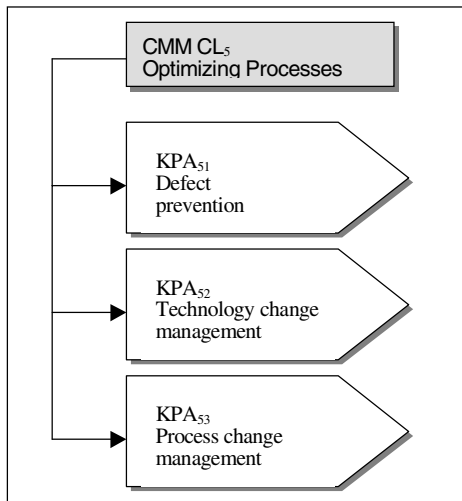 CMM CL₅
Optimizing Processes
KPA₅₁
Defect
prevention
KPA₅₂
Technology change
management
KPA₅₃
Process change
management